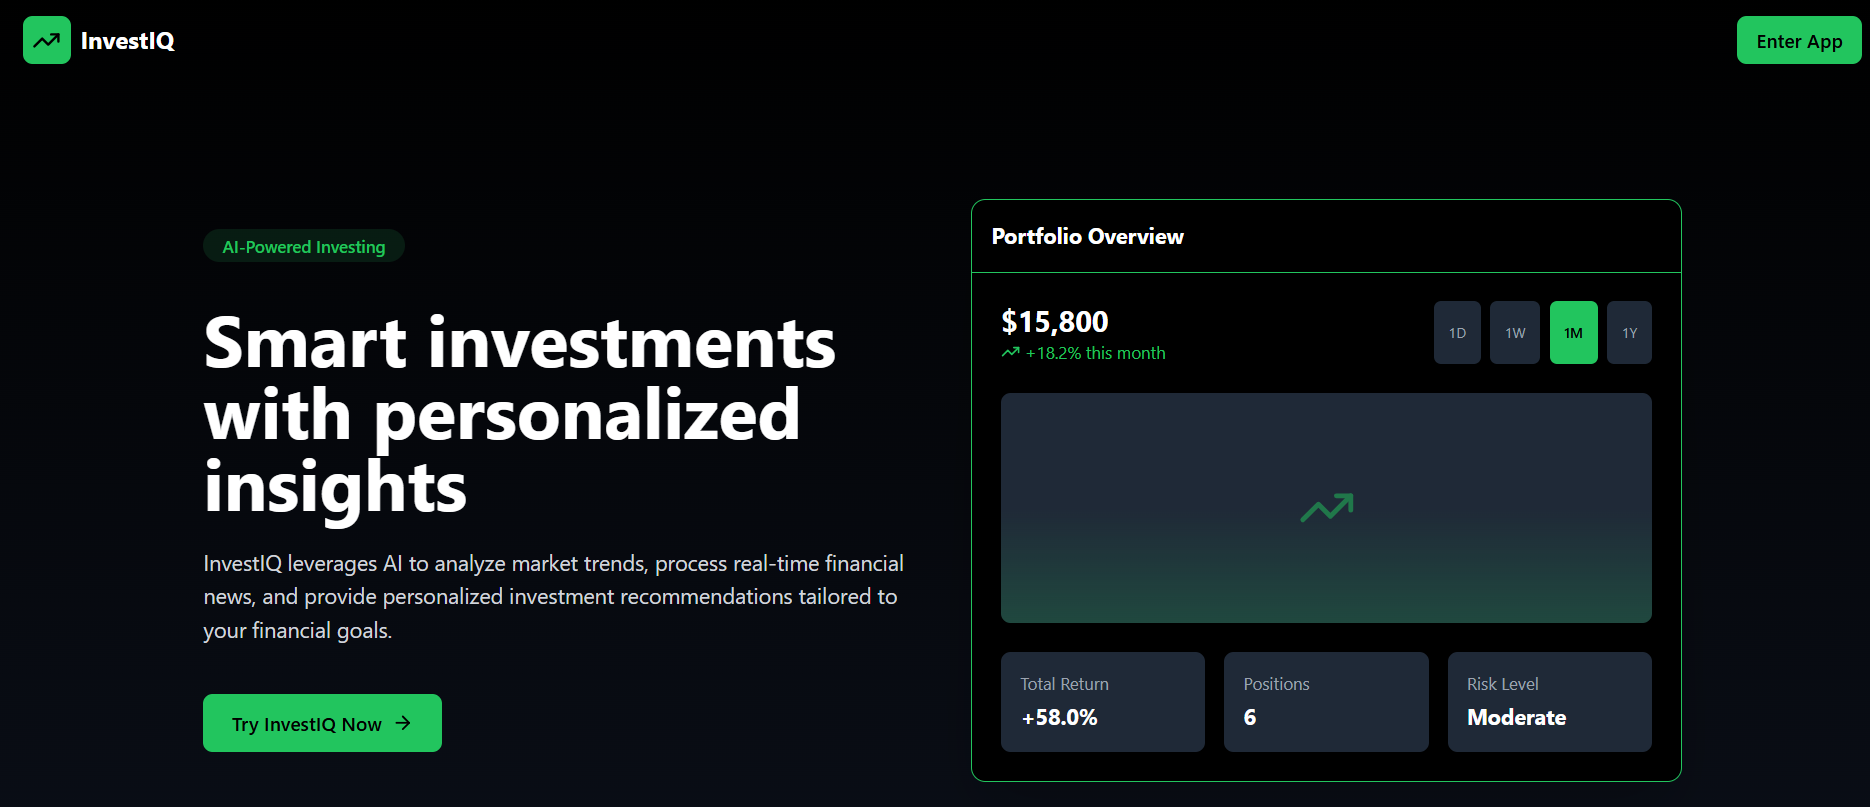 InvestIQ
Enter App
AI-Powered Investing
Smart investments
with personalized
insights
InvestIQ leverages AI to analyze market trends, process real-time financial
news, and provide personalized investment recommendations tailored to
your financial goals.
Try InvestIQ Now
Portfolio Overview
$15,800
+18.2% this month
1D 1W 1M 1Y
Total Return
+58.0%
Positions
6
Risk Level
Moderate